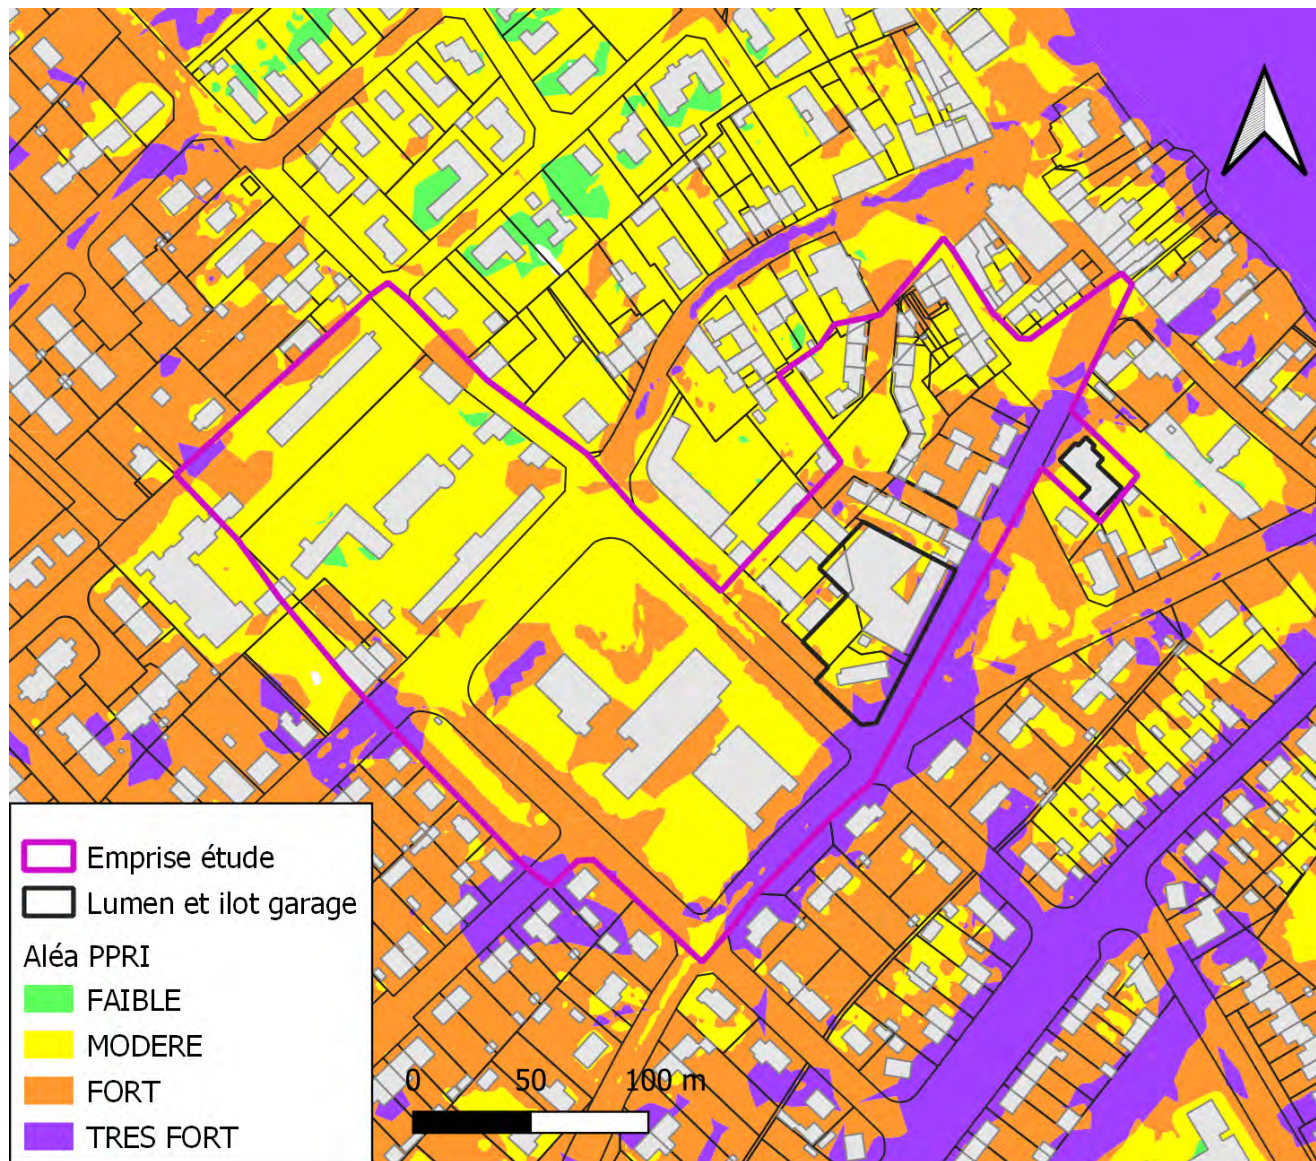 Emprise étude
Lumen et ilot garage
Aléa PPRI
FAIBLE
MODERE
FORT
TRES FORT
0 50 100 m